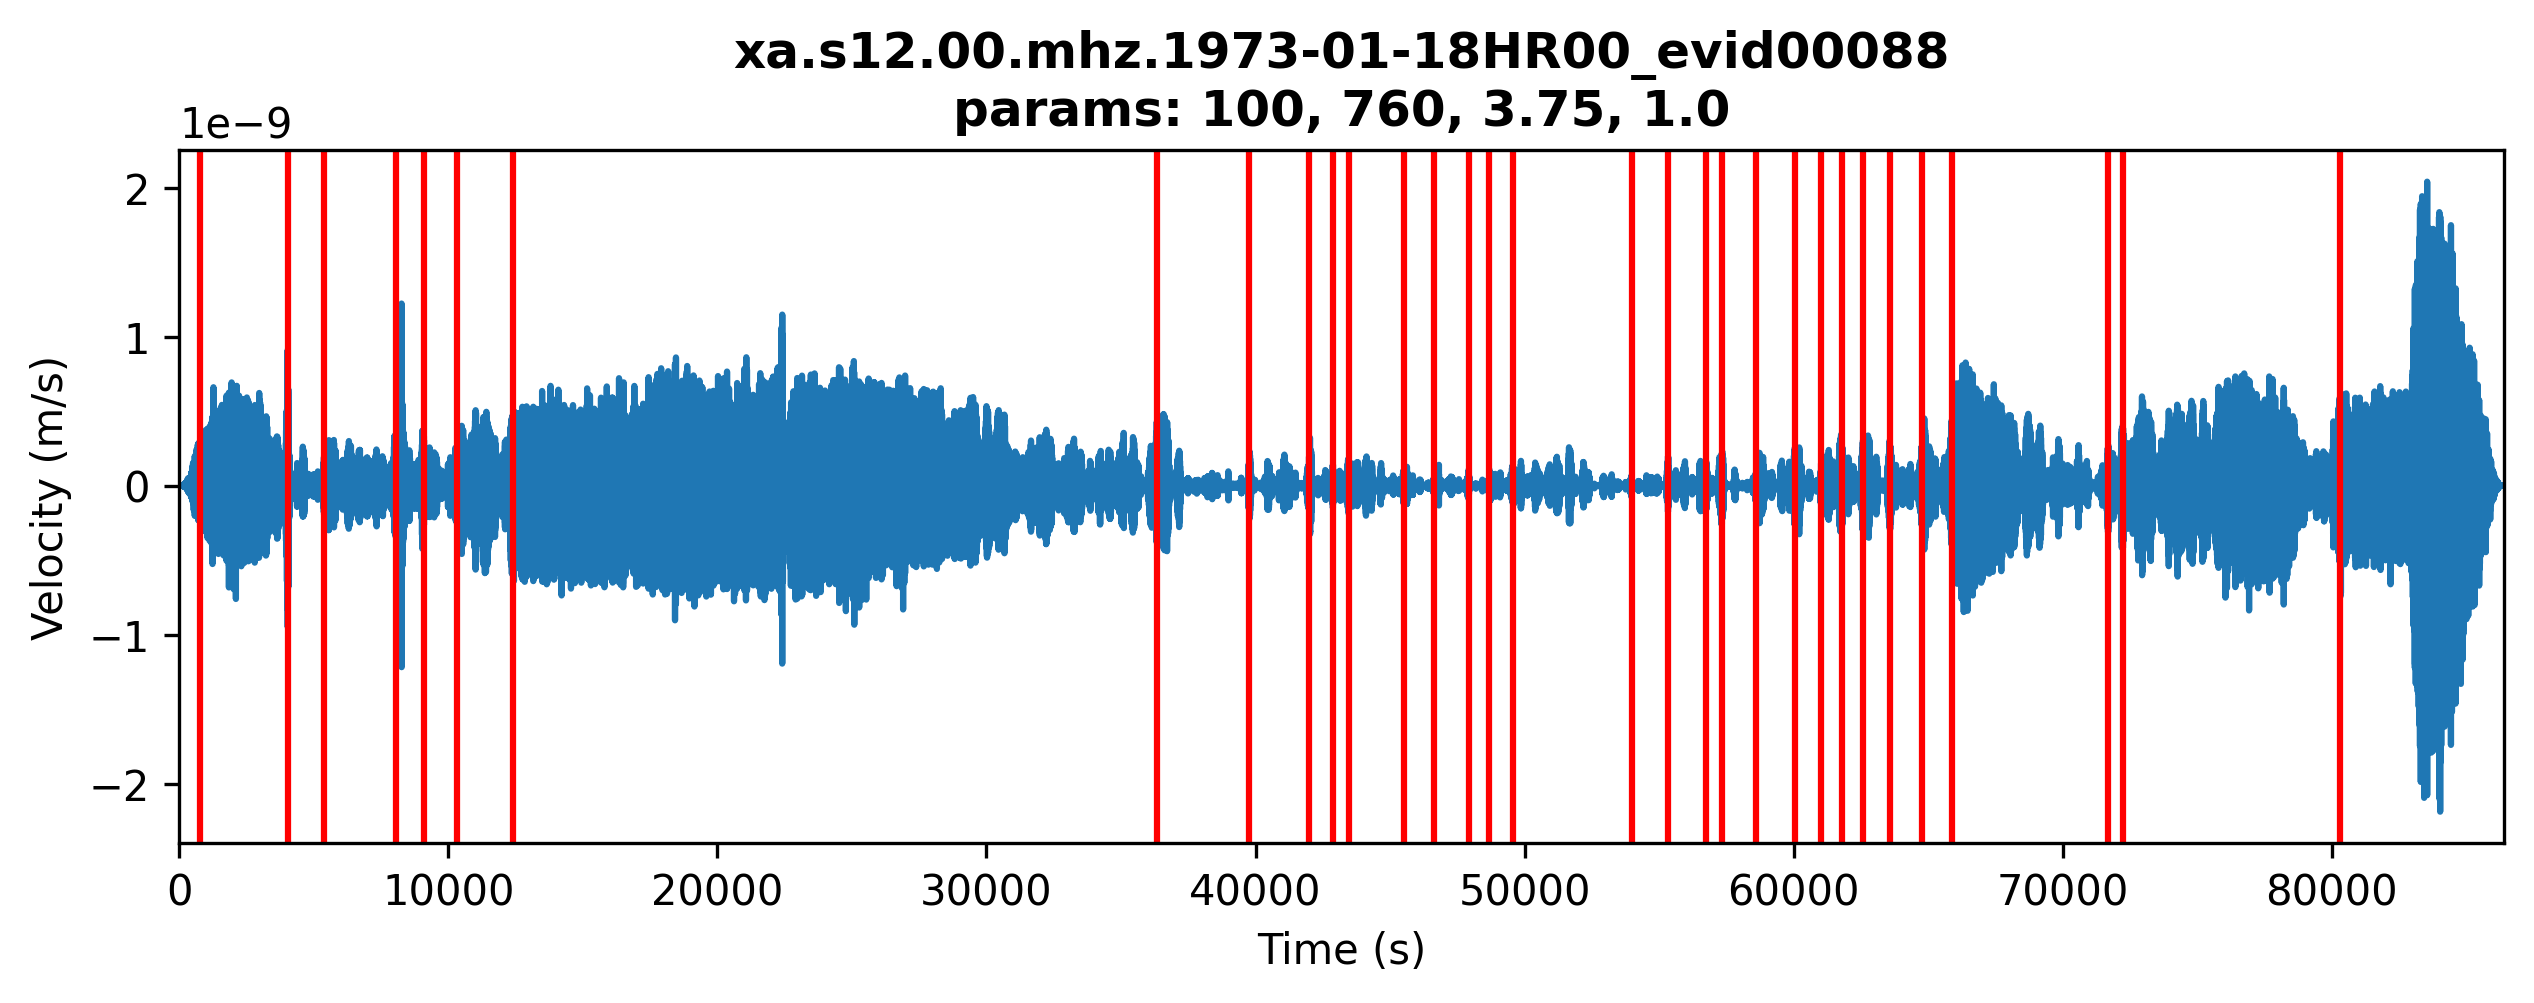 xa.s12.00.mhz.1973-01-18HR00_evid00088
params: 100, 760, 3.75, 1.0
1e−9
2
1
0
−1
−2
Velocity (m/s)
0 10000 20000 30000 40000 50000 60000 70000 80000
Time (s)